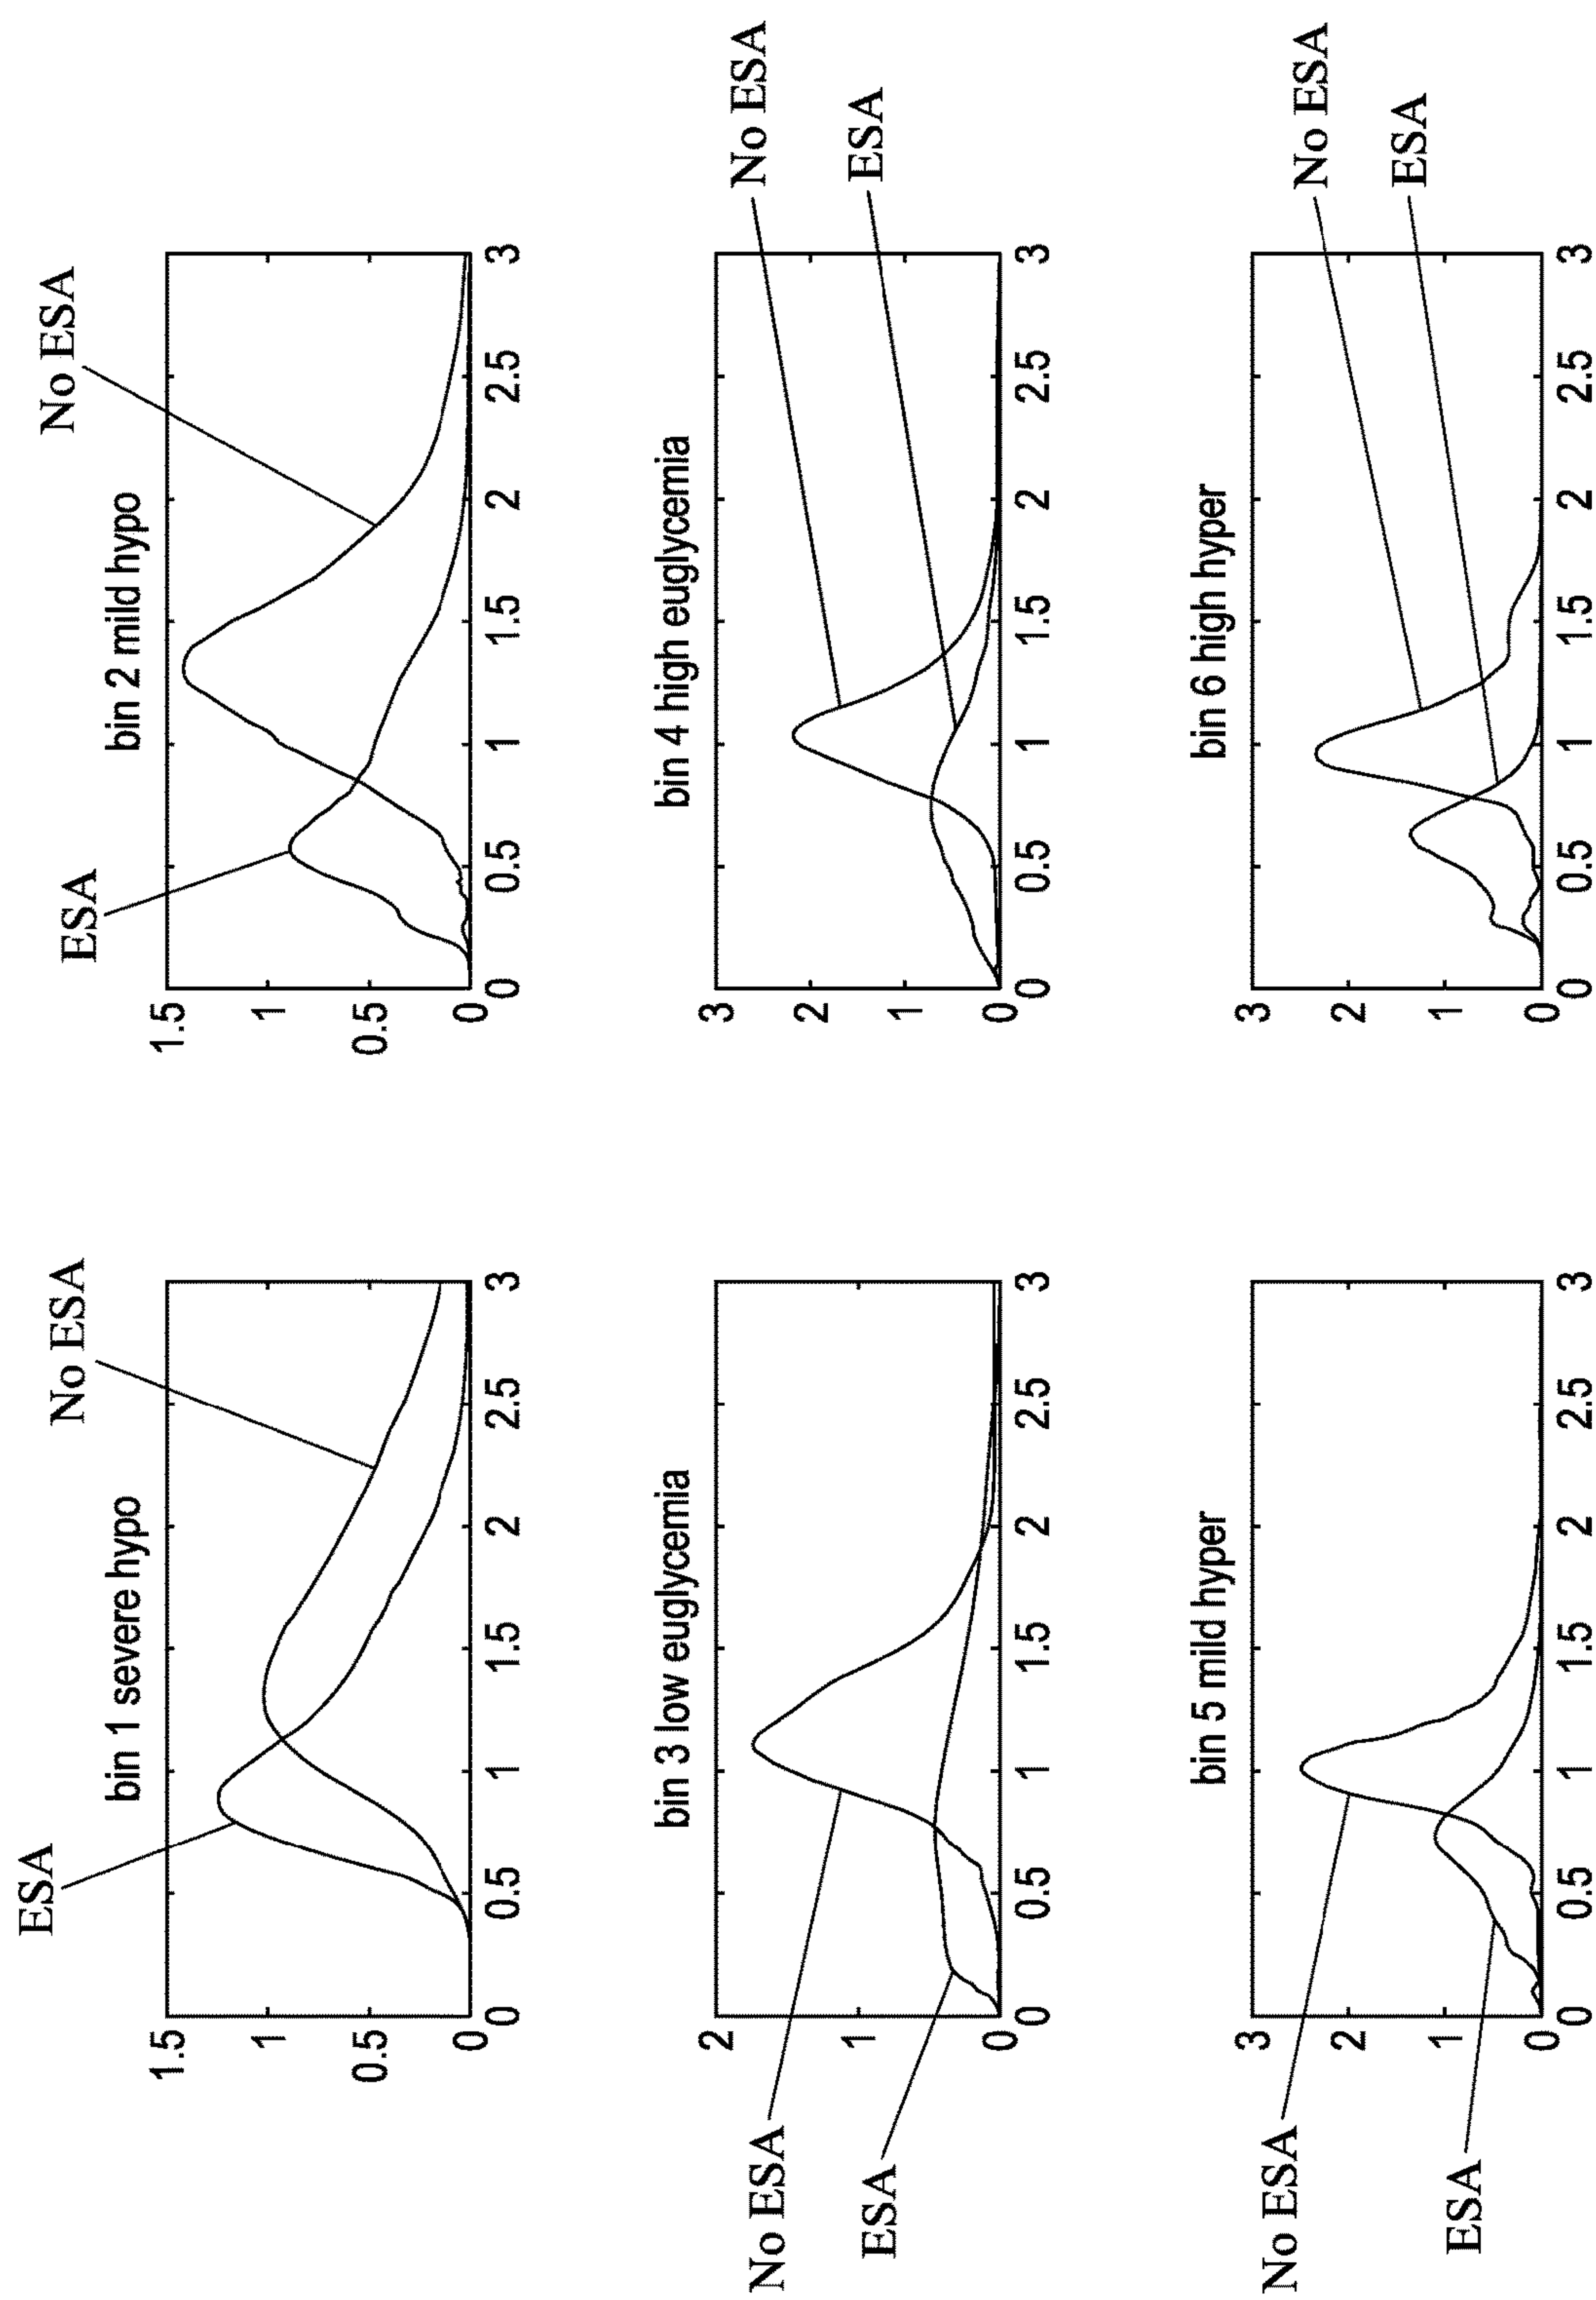 ESA
No ESA
bin 1 severe hypo
1.5
1
0.5
0
0 0.5 1 1.5 2 2.5 3
ESA
No ESA
bin 2 mild hypo
1.5
1
0.5
0
0 0.5 1 1.5 2 2.5 3
No ESA
ESA
bin 3 low euglycemia
2
1
0
0 0.5 1 1.5 2 2.5 3
No ESA
ESA
bin 4 high euglycemia
3
2
1
0
0 0.5 1 1.5 2 2.5 3
No ESA
ESA
bin 5 mild hyper
3
2
1
0
0 0.5 1 1.5 2 2.5 3
No ESA
ESA
bin 6 high hyper
3
2
1
0
0 0.5 1 1.5 2 2.5 3